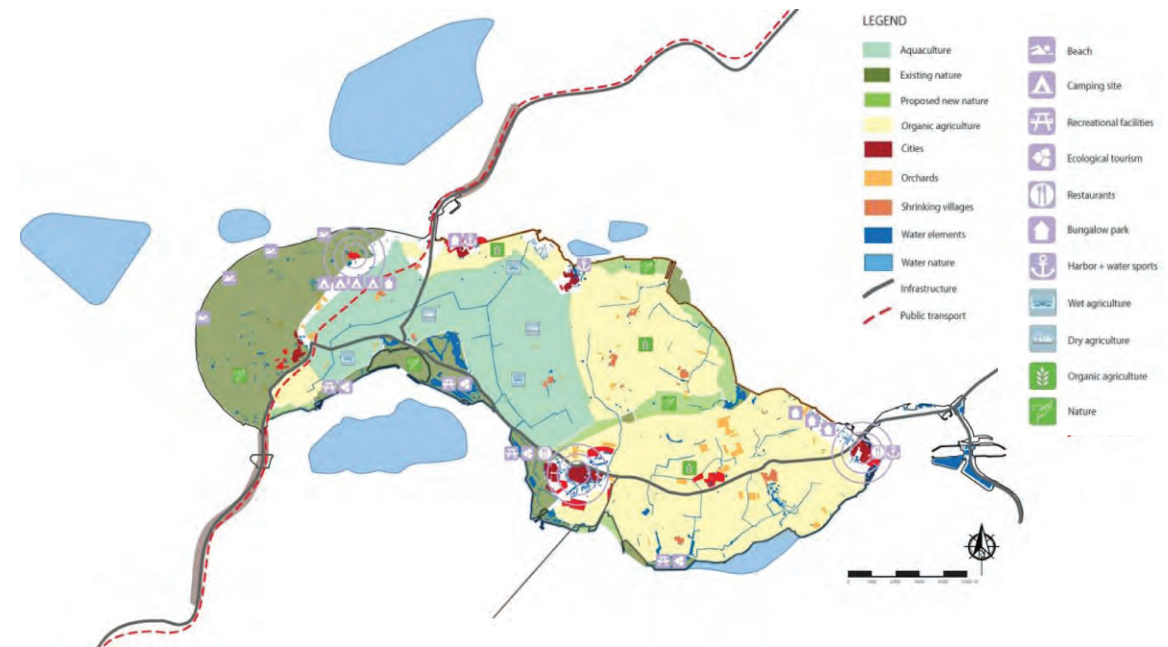 LEGEND
Aquaculture
Existing nature
Proposed new nature
Organic agriculture
Cities
Orchards
Shrinking villages
Water elements
Water nature
Infrastructure
Public transport
Beach
Camping site
Recreational facilities
Ecological tourism
Restaurants
Bungalow park
Harbor + water sports
Wet agriculture
Dry agriculture
Organic agriculture
Nature